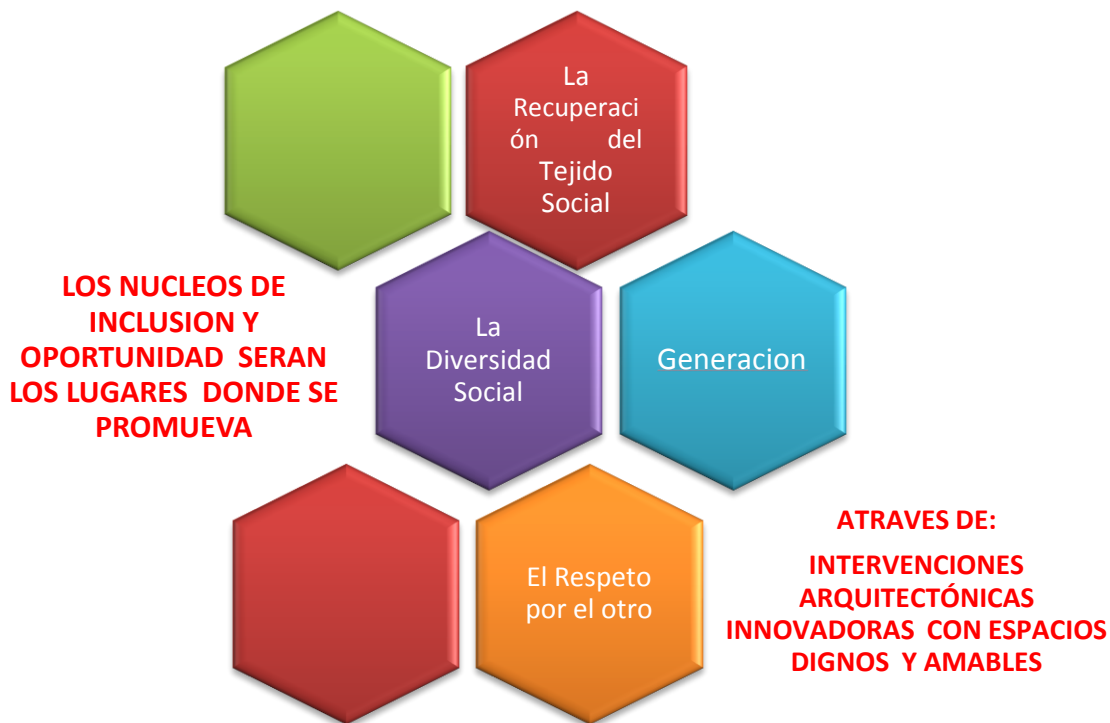 La
Recuperaci
ón del
Tejido
Social
LOS NUCLEOS DE
INCLUSION Y
OPORTUNIDAD SERAN
LOS LUGARES DONDE SE
PROMUEVA
La
Diversidad
Social
Generacion
El Respeto
por el otro
ATRAVES DE:
INTERVENCIONES
ARQUITECTÓNICAS
INNOVADORAS CON ESPACIOS
DIGNOS Y AMABLES